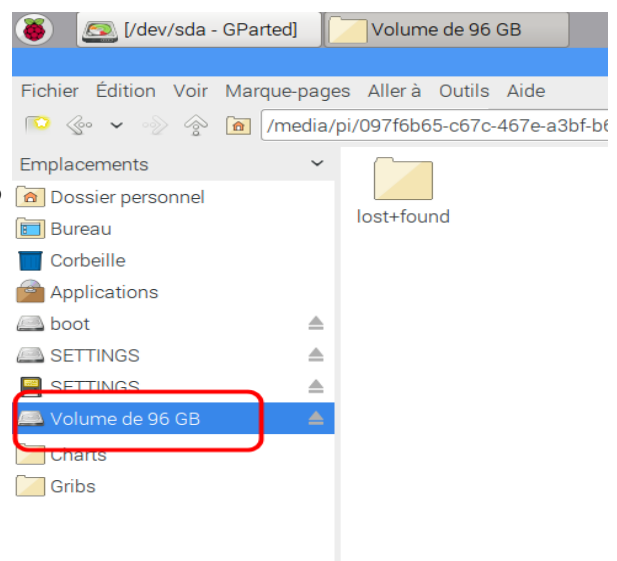 [/dev/sda - GParted]
Volume de 96 GB
Fichier Édition Voir Marque-pages Aller à Outils Aide
/media/pi/097f6b65-c67c-467e-a3bf-b6
Emplacements
Dossier personnel
Bureau
Corbeille
Applications
boot
SETTINGS
SETTINGS
Volume de 96 GB
Charts
Gribs
lost+found